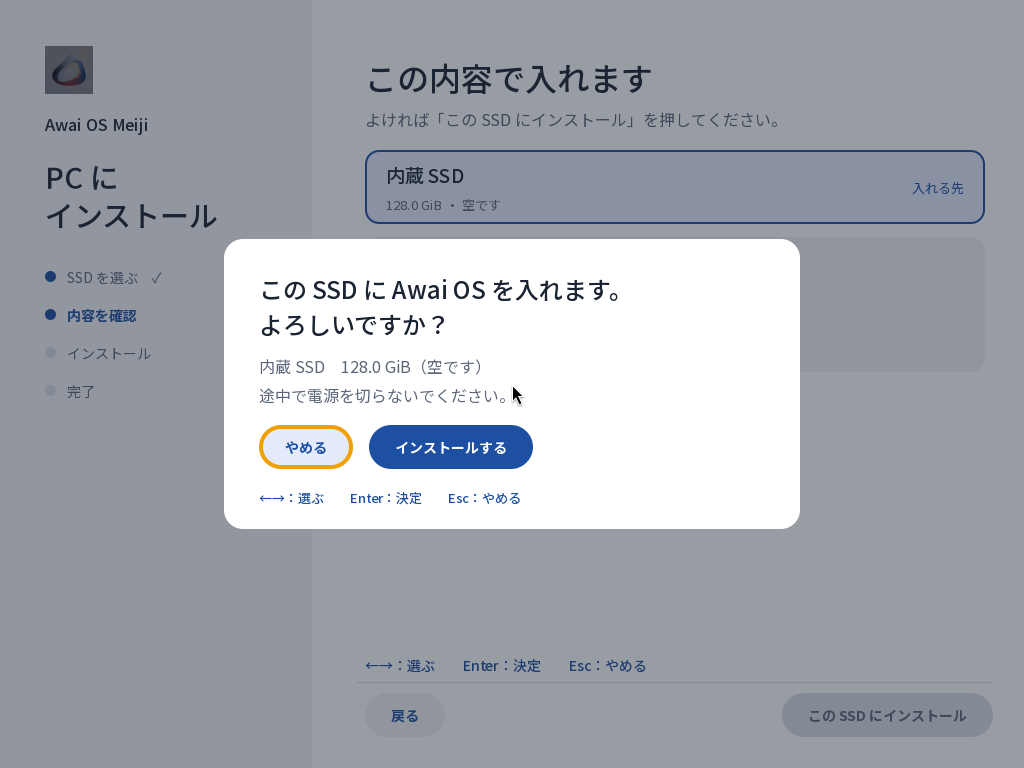 Awai OS Meiji
PC に
インストール
SSD を選ぶ ✓
内容を確認
インストール
完了
この内容で入れます
よければ「この SSD にインストール」を押してください。
内蔵 SSD
128.0 GiB ・ 空です
入れる先
この SSD に Awai OS を入れます。
よろしいですか？
内蔵 SSD 128.0 GiB（空です）
途中で電源を切らないでください。
やめる
インストールする
←→：選ぶ Enter：決定 Esc：やめる
←→：選ぶ Enter：決定 Esc：やめる
戻る
この SSD にインストール